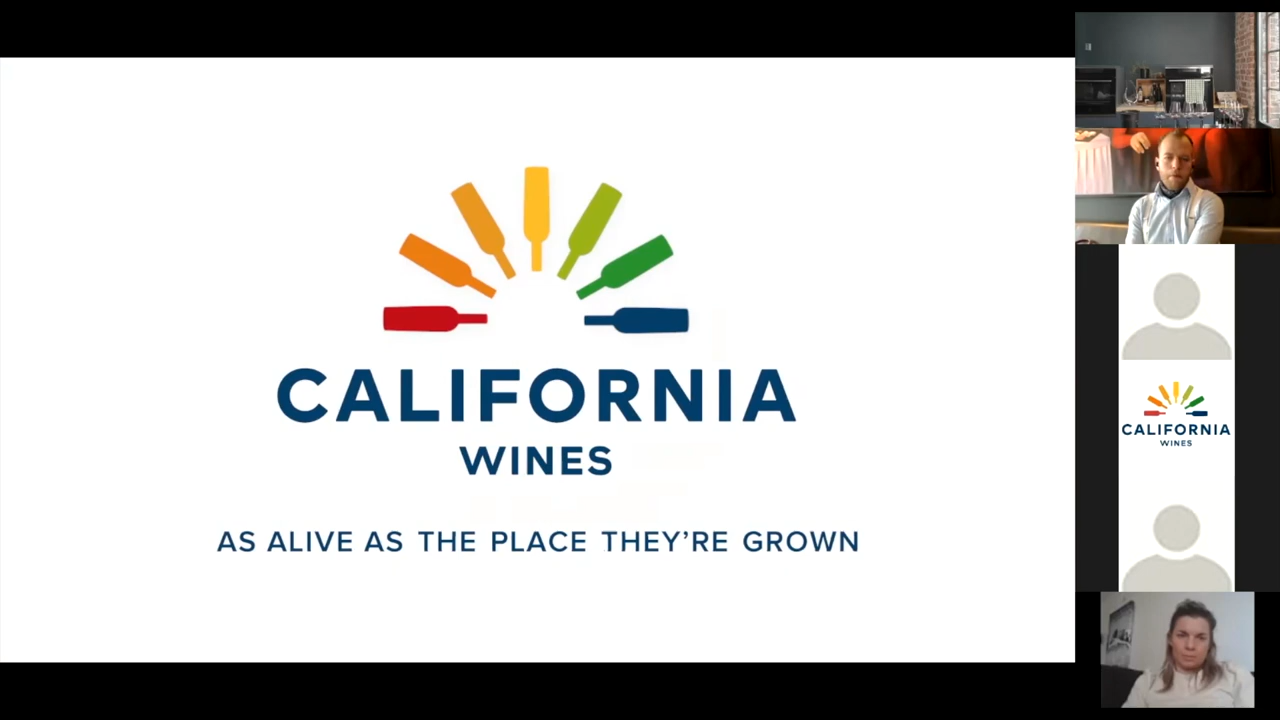 CALIFORNIA
WINES
AS ALIVE AS THE PLACE THEY'RE GROWN
CALIFORNIA
WINES